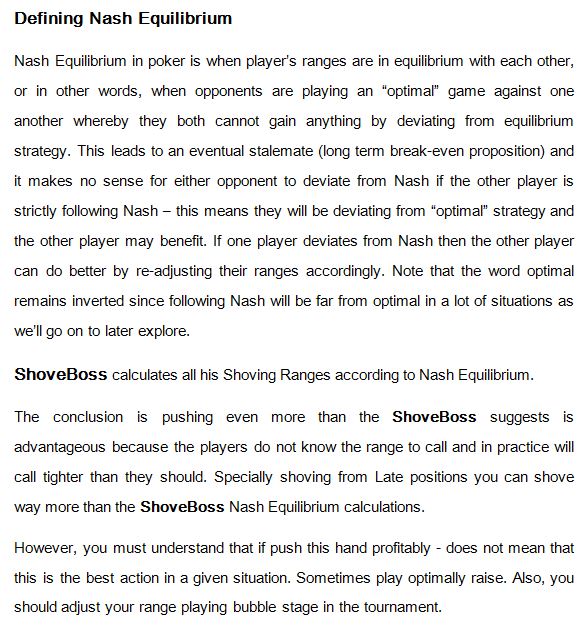 Defining Nash Equilibrium
Nash Equilibrium in poker is when player's ranges are in equilibrium with each other,
or in other words, when opponents are playing an “optimal” game against one
another whereby they both cannot gain anything by deviating from equilibrium
strategy. This leads to an eventual stalemate (long term break-even proposition) and
it makes no sense for either opponent to deviate from Nash if the other player is
strictly following Nash – this means they will be deviating from “optimal” strategy and
the other player may benefit. If one player deviates from Nash then the other player
can do better by re-adjusting their ranges accordingly. Note that the word optimal
remains inverted since following Nash will be far from optimal in a lot of situations as
we'll go on to later explore.
ShoveBoss calculates all his Shoving Ranges according to Nash Equilibrium.
The conclusion is pushing even more than the ShoveBoss suggests is
advantageous because the players do not know the range to call and in practice will
call tighter than they should. Specially shoving from Late positions you can shove
way more than the ShoveBoss Nash Equilibrium calculations.
However, you must understand that if push this hand profitably - does not mean that
this is the best action in a given situation. Sometimes play optimally raise. Also, you
should adjust your range playing bubble stage in the tournament.